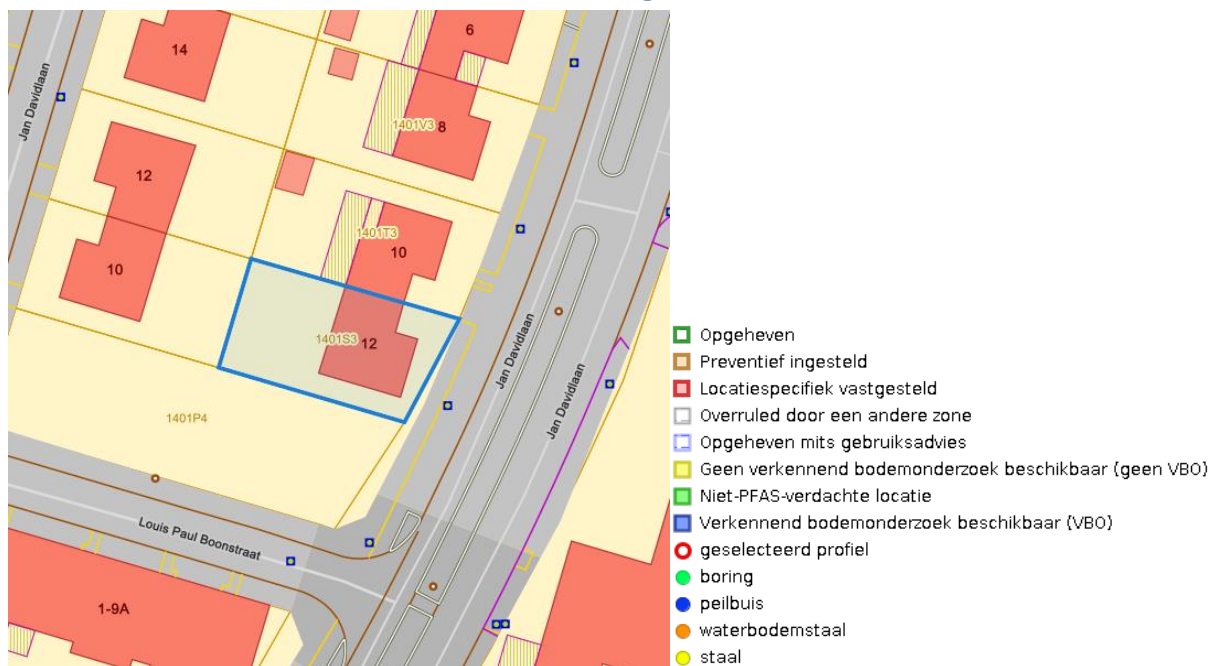 6
14
Jan Davidlaan
8
1401V3
12
1401T3
10
10
1401S3
12
Jan Davidlaan
Jan Davidlaan
1401P4
Louis Paul Boonstraat
1-9A
Opgeheven
Preventief ingesteld
Locatiespecifiek vastgesteld
Overruled door een andere zone
Opgeheven mits gebruiksadvies
Geen verkennend bodemonderzoek beschikbaar (geen VBO)
Niet-PFAS-verdachte locatie
Verkennend bodemonderzoek beschikbaar (VBO)
geselecteerd profiel
boring
peilbuis
waterbodemstaal
staal